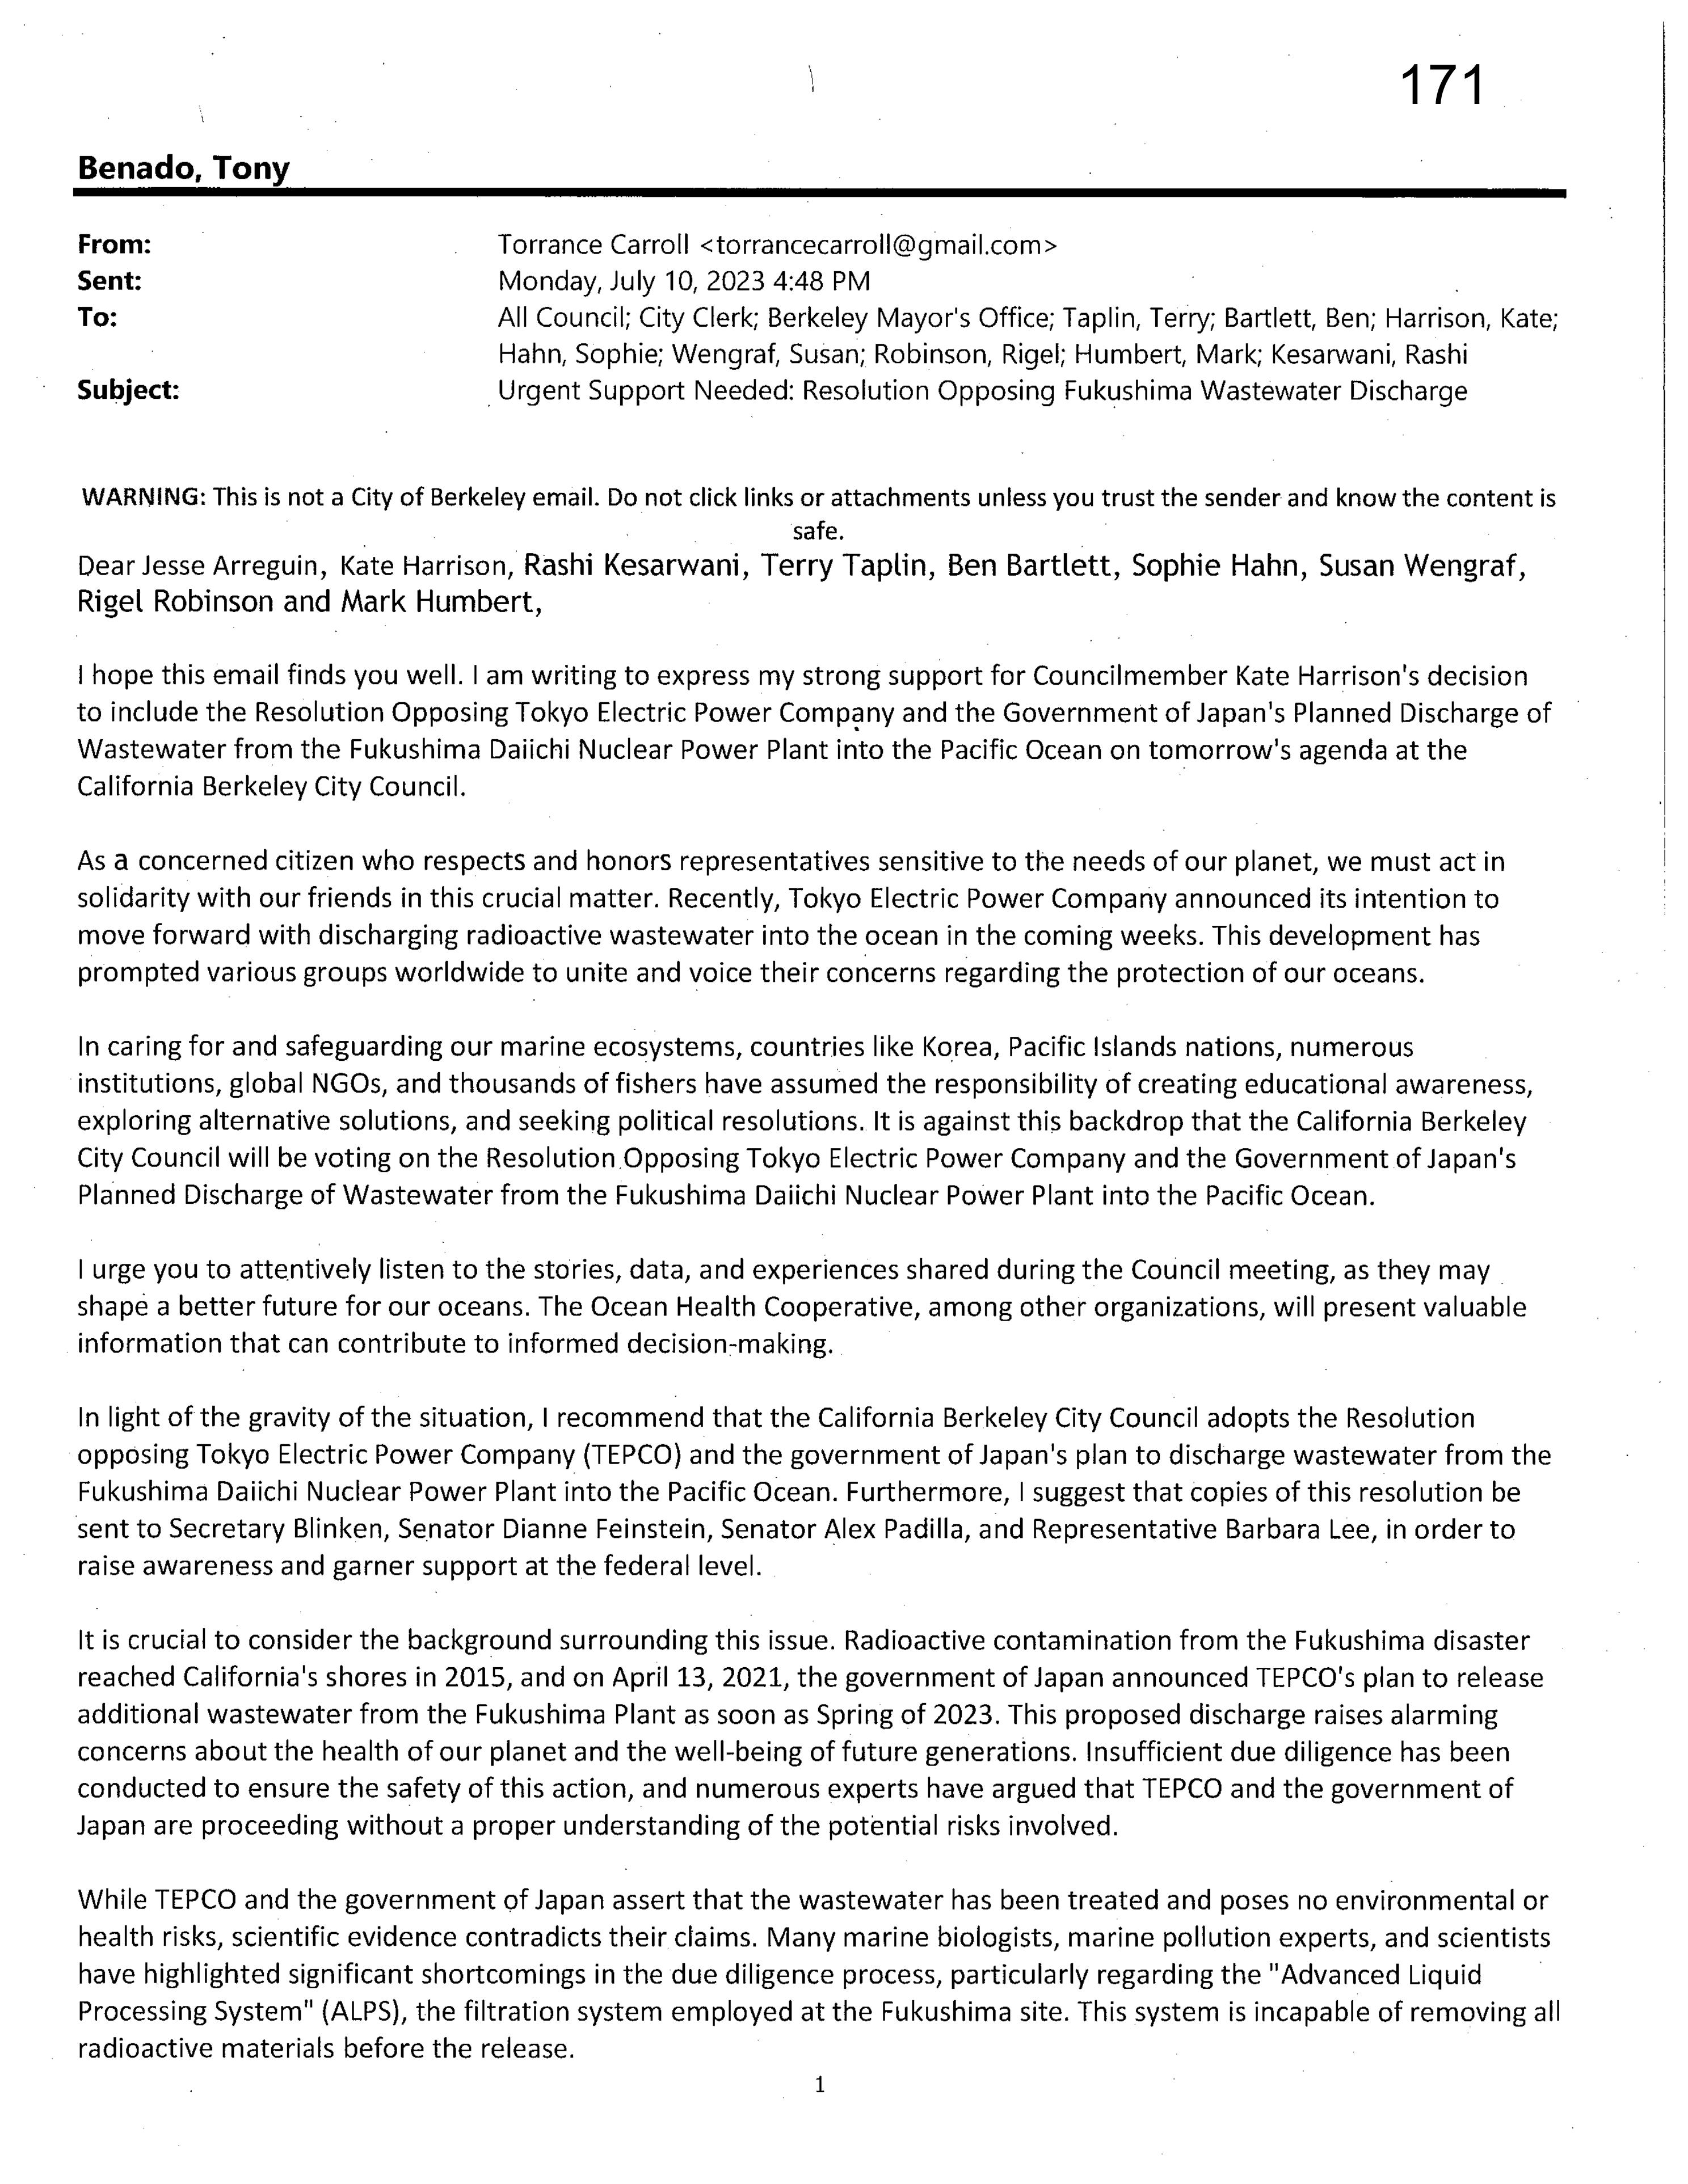 171
Benado, Tony
From: Torrance Carroll <torrancecarroll@gmail.com>
Sent: Monday, July 10, 2023 4:48 PM
To: All Council; City Clerk; Berkeley Mayor's Office; Taplin, Terry; Bartlett, Ben; Harrison, Kate;
Hahn, Sophie; Wengraf, Susan; Robinson, Rigel; Humbert, Mark; Kesarwani, Rashi
Subject: Urgent Support Needed: Resolution Opposing Fukushima Wastewater Discharge
WARNING: This is not a City of Berkeley email. Do not click links or attachments unless you trust the sender and know the content is
safe.
Dear Jesse Arreguin, Kate Harrison, Rashi Kesarwani, Terry Taplin, Ben Bartlett, Sophie Hahn, Susan Wengraf,
Rigel Robinson and Mark Humbert,
I hope this email finds you well. I am writing to express my strong support for Councilmember Kate Harrison's decision
to include the Resolution Opposing Tokyo Electric Power Company and the Government of Japan's Planned Discharge of
Wastewater from the Fukushima Daiichi Nuclear Power Plant into the Pacific Ocean on tomorrow's agenda at the
California Berkeley City Council.
As a concerned citizen who respects and honors representatives sensitive to the needs of our planet, we must act in
solidarity with our friends in this crucial matter. Recently, Tokyo Electric Power Company announced its intention to
move forward with discharging radioactive wastewater into the ocean in the coming weeks. This development has
prompted various groups worldwide to unite and voice their concerns regarding the protection of our oceans.
In caring for and safeguarding our marine ecosystems, countries like Korea, Pacific Islands nations, numerous
institutions, global NGOs, and thousands of fishers have assumed the responsibility of creating educational awareness,
exploring alternative solutions, and seeking political resolutions. It is against this backdrop that the California Berkeley
City Council will be voting on the Resolution Opposing Tokyo Electric Power Company and the Government of Japan's
Planned Discharge of Wastewater from the Fukushima Daiichi Nuclear Power Plant into the Pacific Ocean.
I urge you to attentively listen to the stories, data, and experiences shared during the Council meeting, as they may
shape a better future for our oceans. The Ocean Health Cooperative, among other organizations, will present valuable
information that can contribute to informed decision-making.
In light of the gravity of the situation, I recommend that the California Berkeley City Council adopts the Resolution
opposing Tokyo Electric Power Company (TEPCO) and the government of Japan's plan to discharge wastewater from the
Fukushima Daiichi Nuclear Power Plant into the Pacific Ocean. Furthermore, I suggest that copies of this resolution be
sent to Secretary Blinken, Senator Dianne Feinstein, Senator Alex Padilla, and Representative Barbara Lee, in order to
raise awareness and garner support at the federal level.
It is crucial to consider the background surrounding this issue. Radioactive contamination from the Fukushima disaster
reached California's shores in 2015, and on April 13, 2021, the government of Japan announced TEPCO's plan to release
additional wastewater from the Fukushima Plant as soon as Spring of 2023. This proposed discharge raises alarming
concerns about the health of our planet and the well-being of future generations. Insufficient due diligence has been
conducted to ensure the safety of this action, and numerous experts have argued that TEPCO and the government of
Japan are proceeding without a proper understanding of the potential risks involved.
While TEPCO and the government of Japan assert that the wastewater has been treated and poses no environmental or
health risks, scientific evidence contradicts their claims. Many marine biologists, marine pollution experts, and scientists
have highlighted significant shortcomings in the due diligence process, particularly regarding the "Advanced Liquid
Processing System" (ALPS), the filtration system employed at the Fukushima site. This system is incapable of removing all
radioactive materials before the release.
1